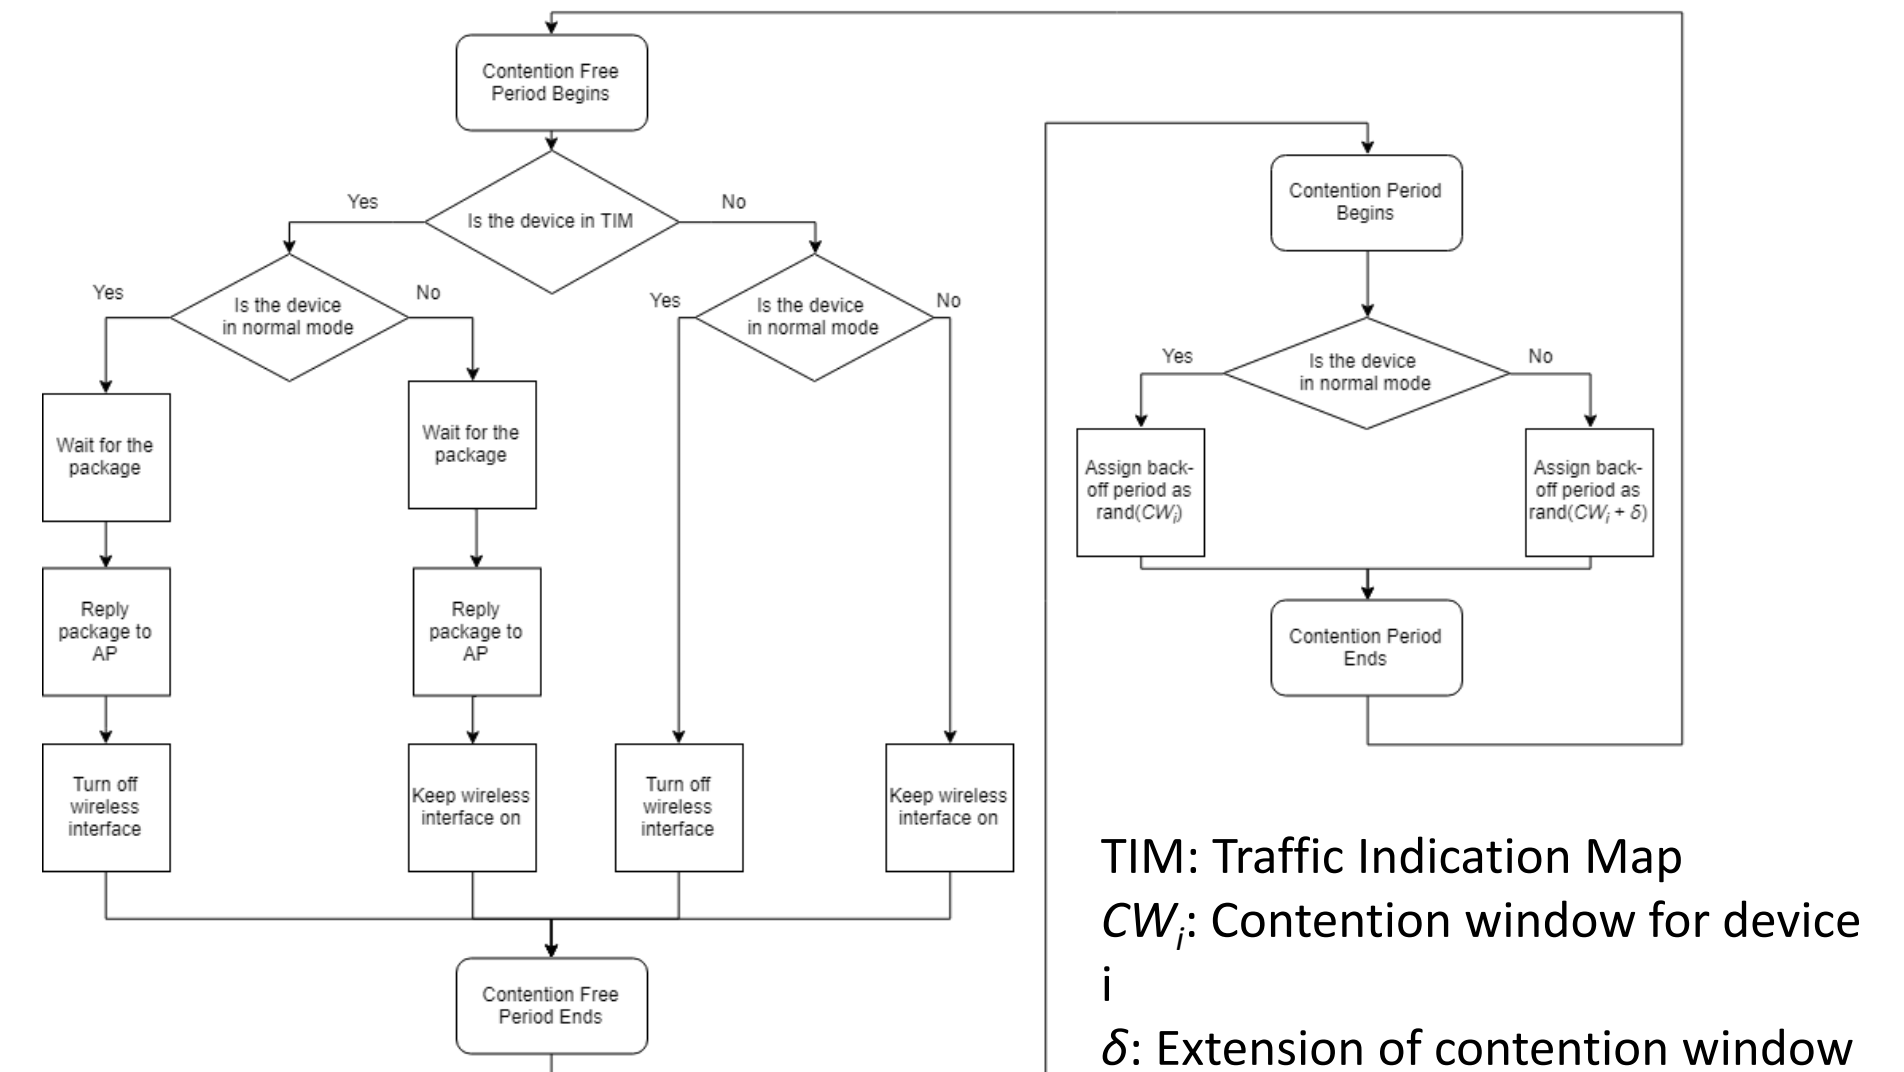 Contention Free
Period Begins
Is the device in TIM
Yes
No
Is the device
in normal mode
Yes
No
Is the device
in normal mode
Yes
No
Wait for the
package
Wait for the
package
Reply
package to
AP
Reply
package to
AP
Turn off
wireless
interface
Keep wireless
interface on
Turn off
wireless
interface
Keep wireless
interface on
Contention Free
Period Ends
Contention Period
Begins
Is the device
in normal mode
Yes
No
Assign back-
off period as
rand(CWi)
Assign back-
off period as
rand(CWi + δ)
Contention Period
Ends
TIM: Traffic Indication Map
CWi: Contention window for device
i
δ: Extension of contention window